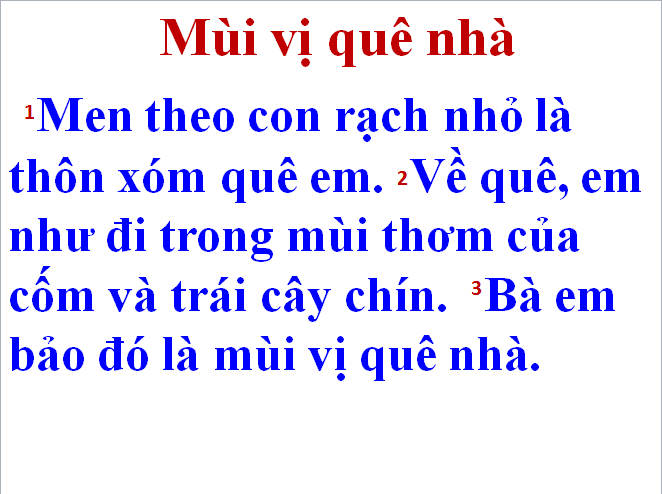 Mùi vị quê nhà
¹Men theo con rạch nhỏ là
thôn xóm quê em. ²Về quê, em
như đi trong mùi thơm của
cốm và trái cây chín. ³Bà em
bảo đó là mùi vị quê nhà.